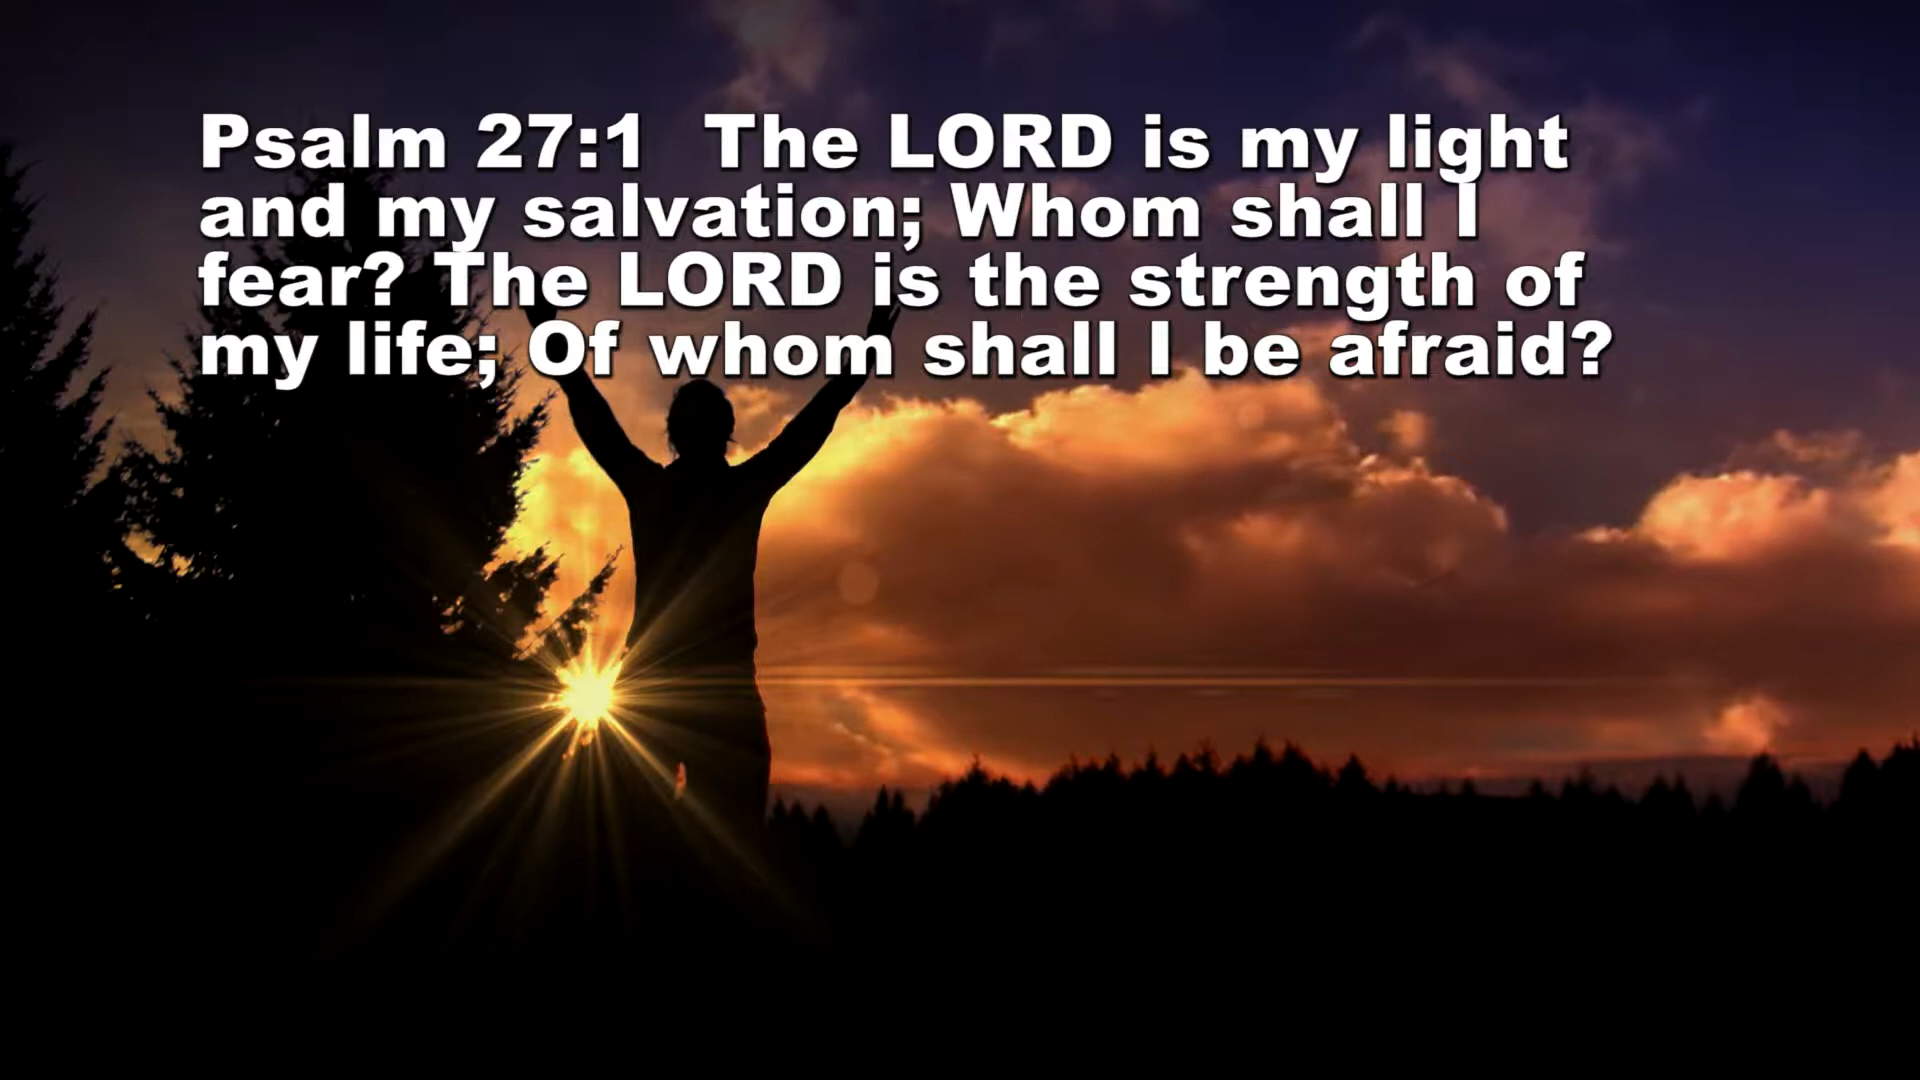 Psalm 27:1  The LORD is my light
and my salvation; Whom shall I
fear? The LORD is the strength of
my life; Of whom shall I be afraid?